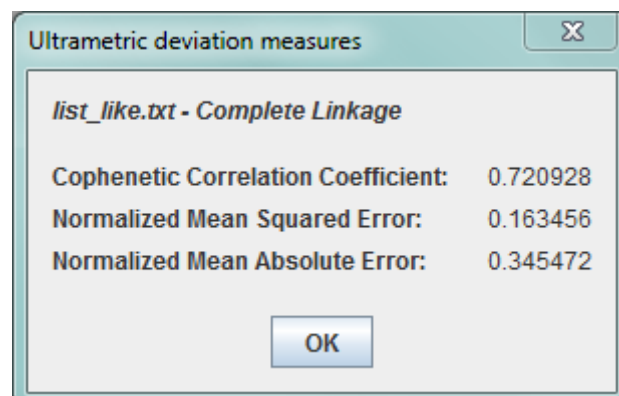 Ultrametric deviation measures
list_like.txt - Complete Linkage
Cophenetic Correlation Coefficient: 0.720928
Normalized Mean Squared Error: 0.163456
Normalized Mean Absolute Error: 0.345472
OK